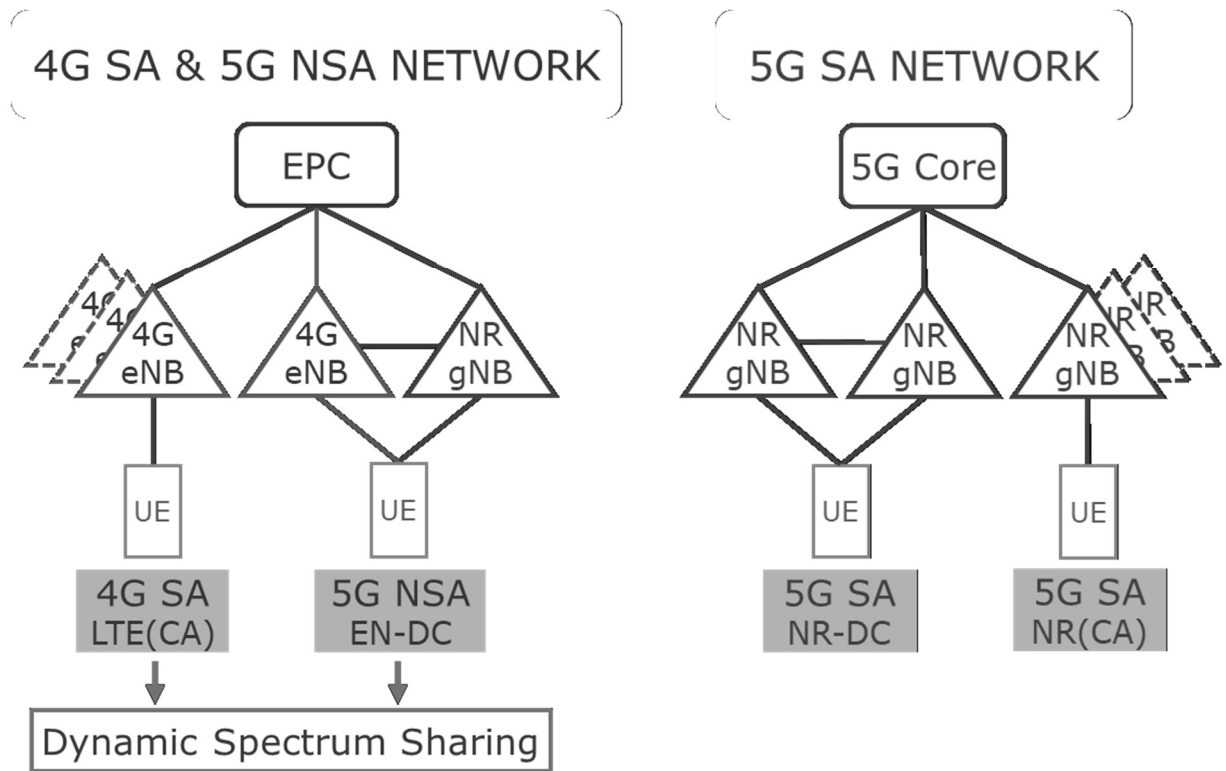 4G SA & 5G NSA NETWORK
5G SA NETWORK
EPC
5G Core
4G
eNB
4G
eNB
NR
gNB
NR
gNB
NR
gNB
NR
gNB
NR
NR
UE
UE
UE
UE
4G SA
LTE(CA)
5G NSA
EN-DC
5G SA
NR-DC
5G SA
NR(CA)
Dynamic Spectrum Sharing